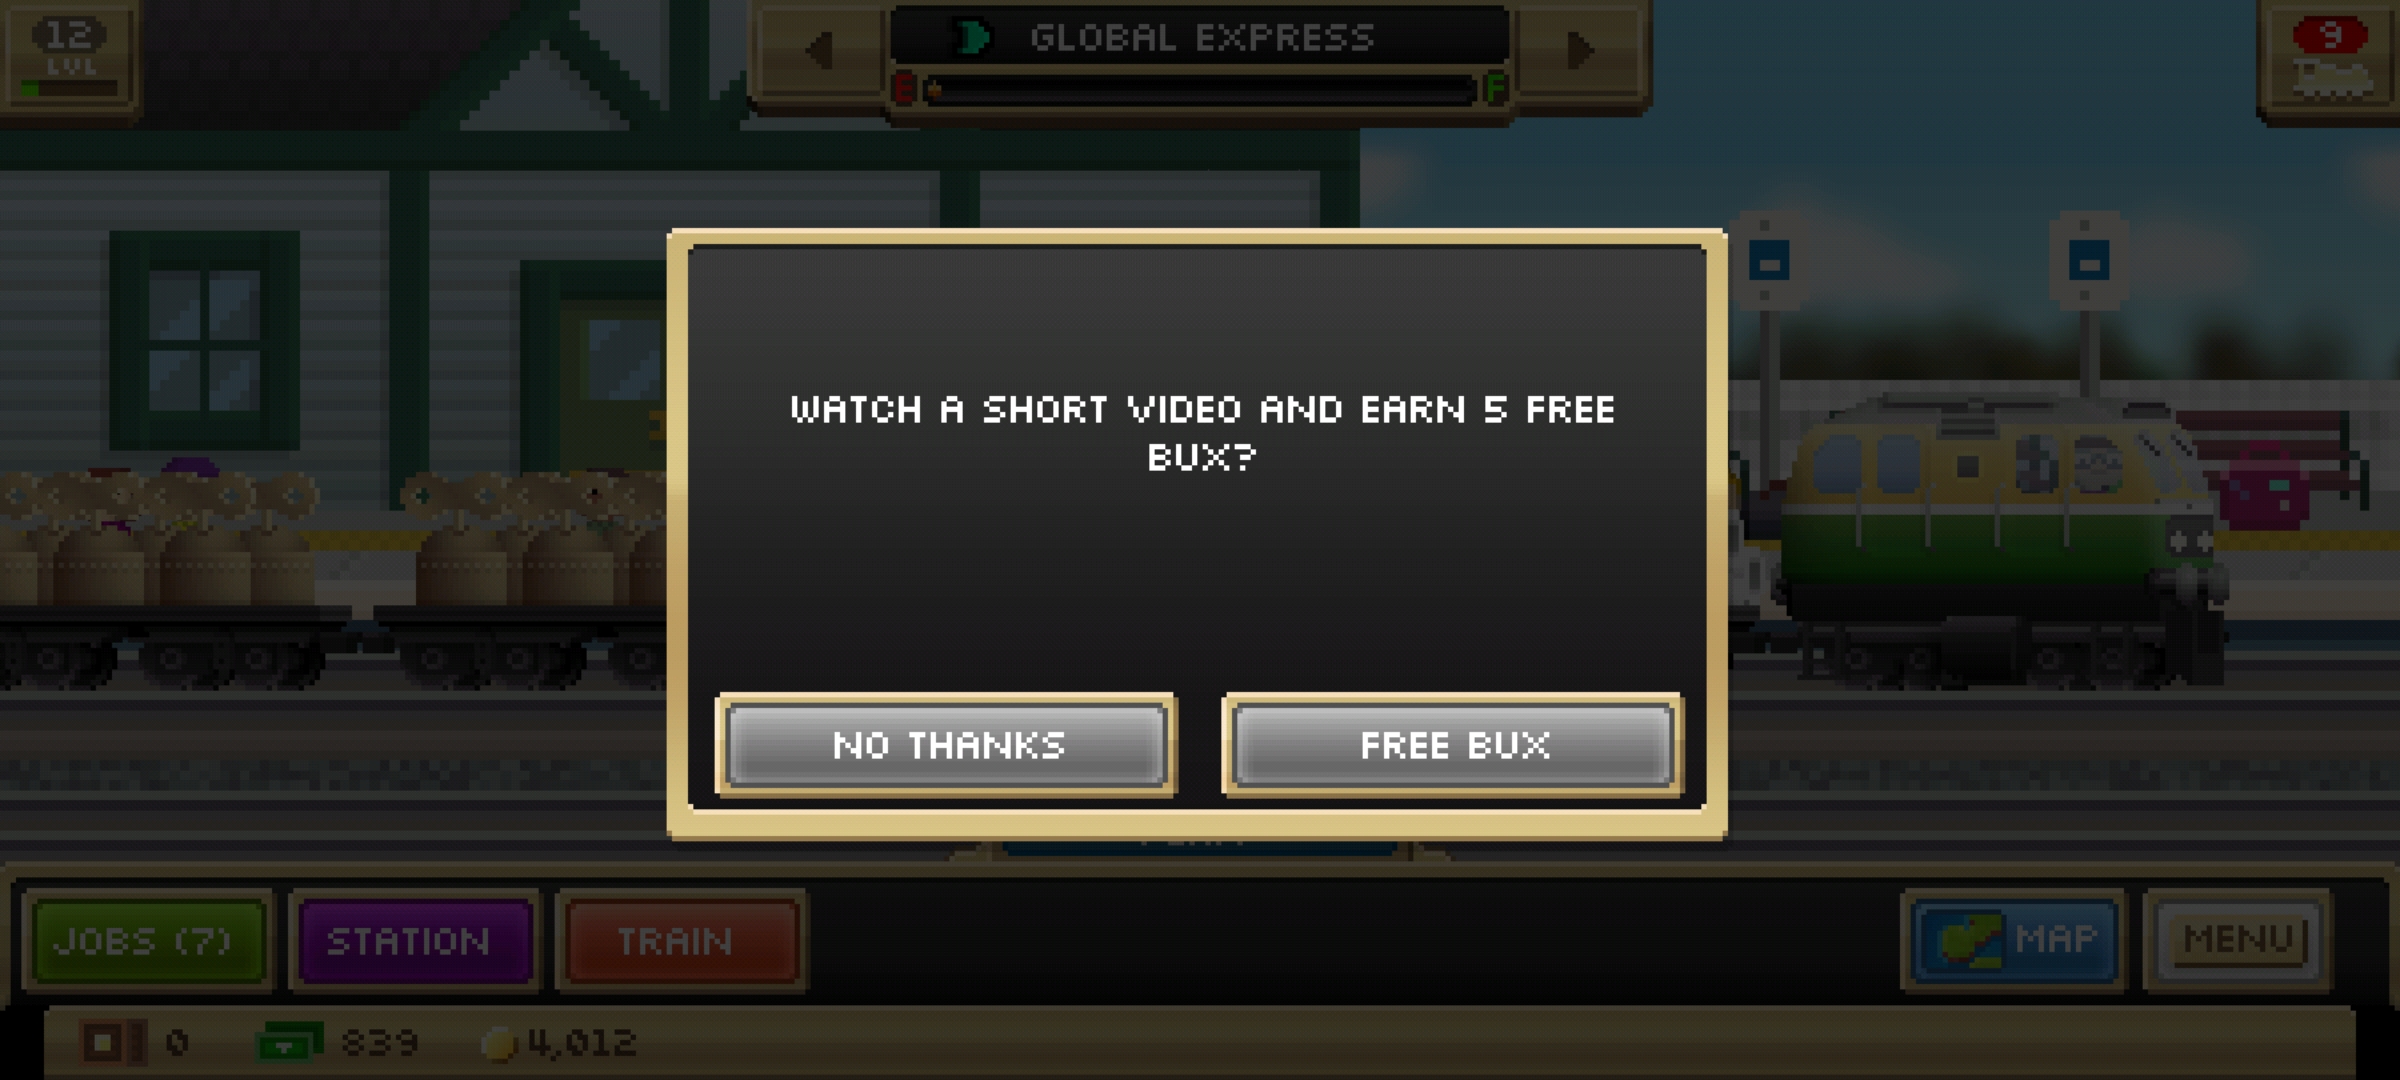 12
LVL
GLOBAL EXPRESS
E
F
9
WATCH A SHORT VIDEO AND EARN 5 FREE
BUX?
NO THANKS
FREE BUX
JOBS (7)
STATION
TRAIN
MAP
MENU
0
839
4,012